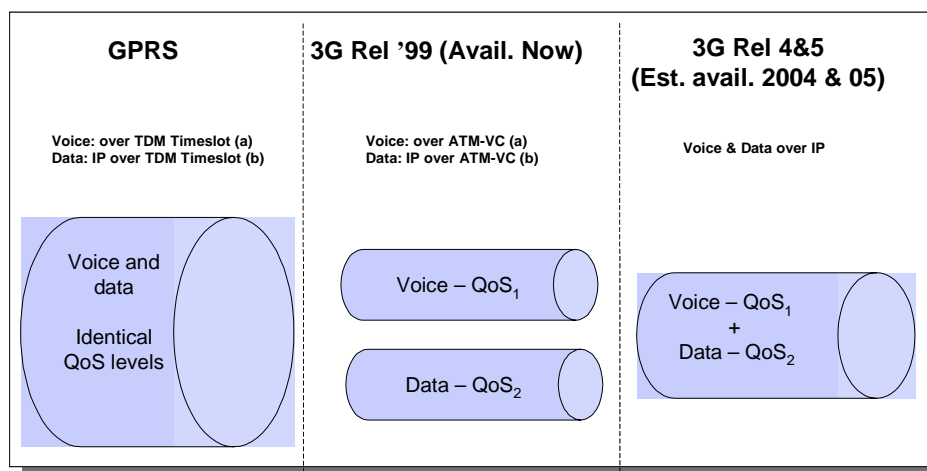 GPRS
Voice: over TDM Timeslot (a)
Data: IP over TDM Timeslot (b)
Voice and
data
Identical
QoS levels
3G Rel ’99 (Avail. Now)
Voice: over ATM-VC (a)
Data: IP over ATM-VC (b)
Voice – QoS₁
Data – QoS₂
3G Rel 4&5
(Est. avail. 2004 & 05)
Voice & Data over IP
Voice – QoS₁
+
Data – QoS₂